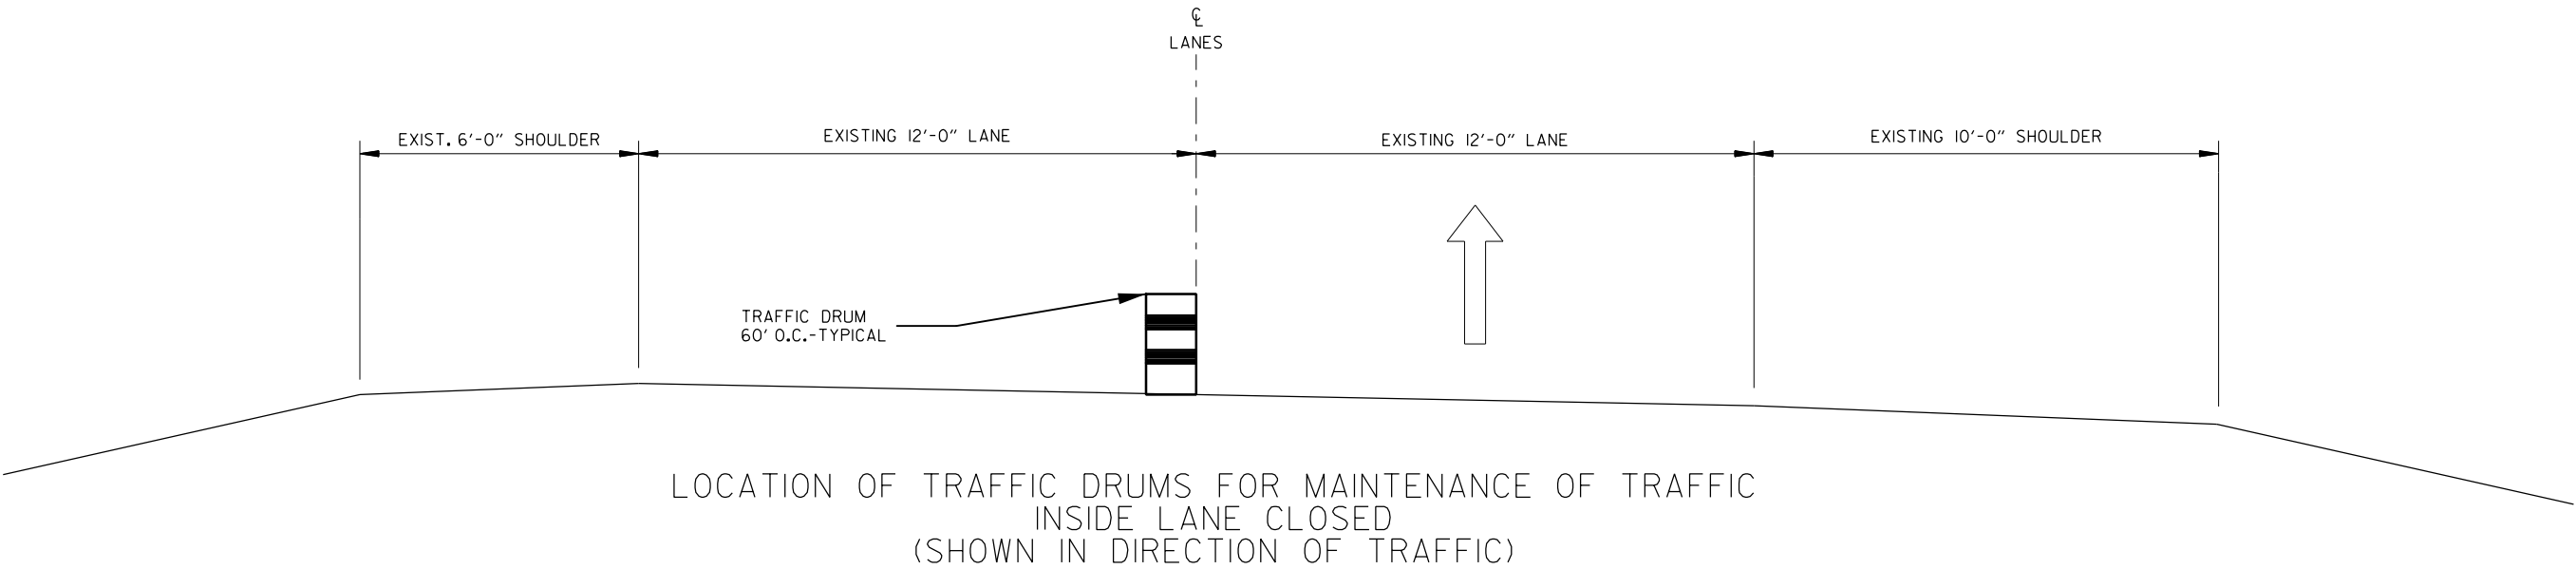 ℄
LANES
EXIST. 6'-0" SHOULDER
EXISTING 12'-0" LANE
EXISTING 12'-0" LANE
EXISTING 10'-0" SHOULDER
TRAFFIC DRUM
60' O.C.-TYPICAL
LOCATION OF TRAFFIC DRUMS FOR MAINTENANCE OF TRAFFIC
INSIDE LANE CLOSED
(SHOWN IN DIRECTION OF TRAFFIC)